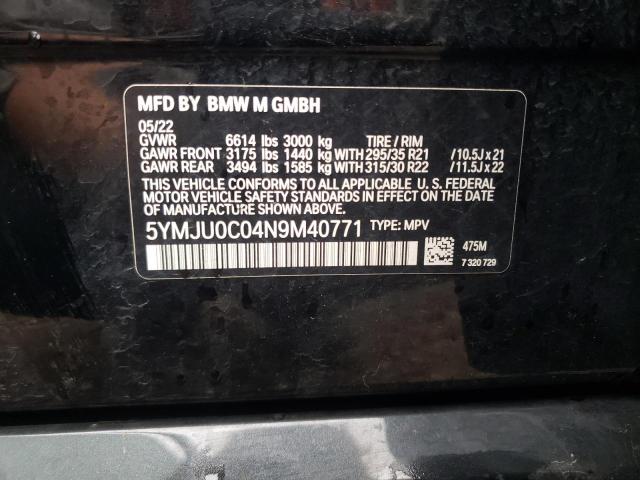 MFD BY BMW M GMBH
05/22
GVWR 6614 lbs 3000 kg TIRE / RIM
GAWR FRONT 3175 lbs 1440 kg WITH 295/35 R21 /10.5J x 21
GAWR REAR 3494 lbs 1585 kg WITH 315/30 R22 /11.5J x 22
THIS VEHICLE CONFORMS TO ALL APPLICABLE U. S. FEDERAL
MOTOR VEHICLE SAFETY STANDARDS IN EFFECT ON THE DATE
OF MANUFACTURE SHOWN ABOVE.
5YMJU0C04N9M40771 TYPE: MPV
475M
7 320 729